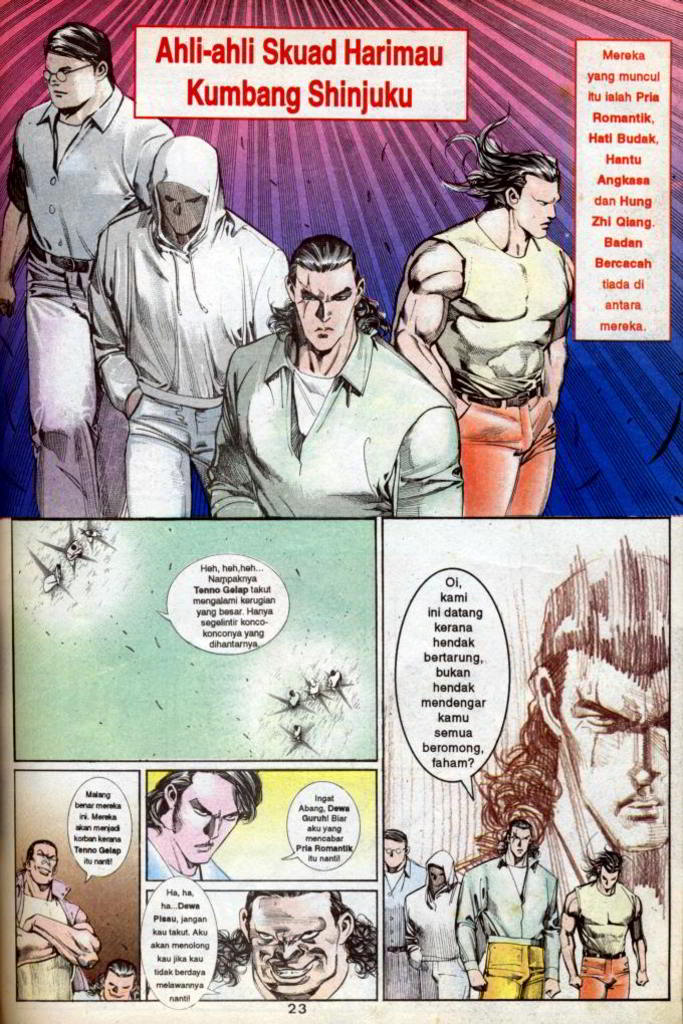 Ahli-ahli Skuad Harimau
Kumbang Shinjuku
Mereka
yang muncul
itu ialah Pria
Romantik,
Hati Budak,
Hantu
Angkasa
dan Hung
Zhi Qiang.
Badan
Bercacah
tiada di
antara
mereka.
Heh, heh,heh...
Nampaknya
Tenno Gelap takut
mengalami kerugian
yang besar. Hanya
segelintir konco-
konconya yang
dihantarnya.
Oi,
kami
ini datang
kerana
hendak
bertarung,
bukan
hendak
mendengar
kamu
semua
beromong,
faham?
Malang
benar mereka
ini. Mereka
akan menjadi
korban kerana
Tenno Gelap
itu nanti!
Ingat
Abang, Dewa
Guruh! Biar
aku yang
mencabar
Pria Romantik
itu nanti!
Ha, ha,
ha...Dewa
Pisau, jangan
kau takut. Aku
akan menolong
kau jika kau
tidak berdaya
melawannya
nanti!
23